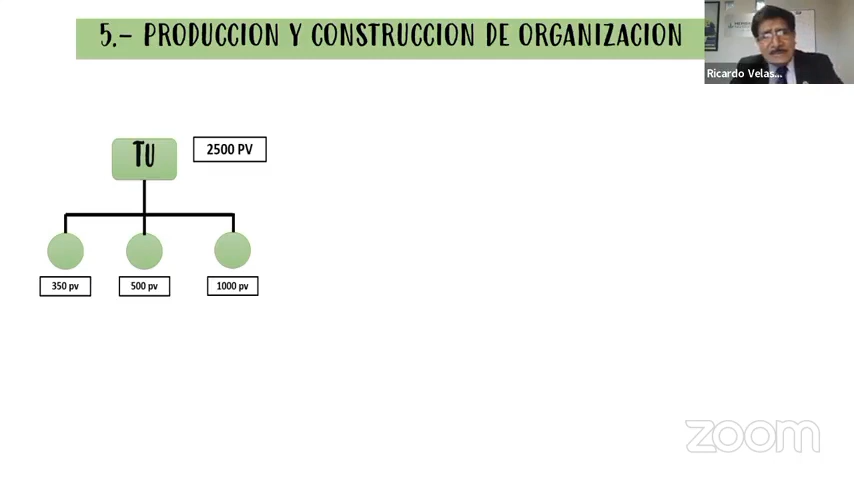 5.- PRODUCCION Y CONSTRUCCION DE ORGANIZACION
Ricardo Velas...
TU
2500 PV
350 pv
500 pv
1000 pv
zoom